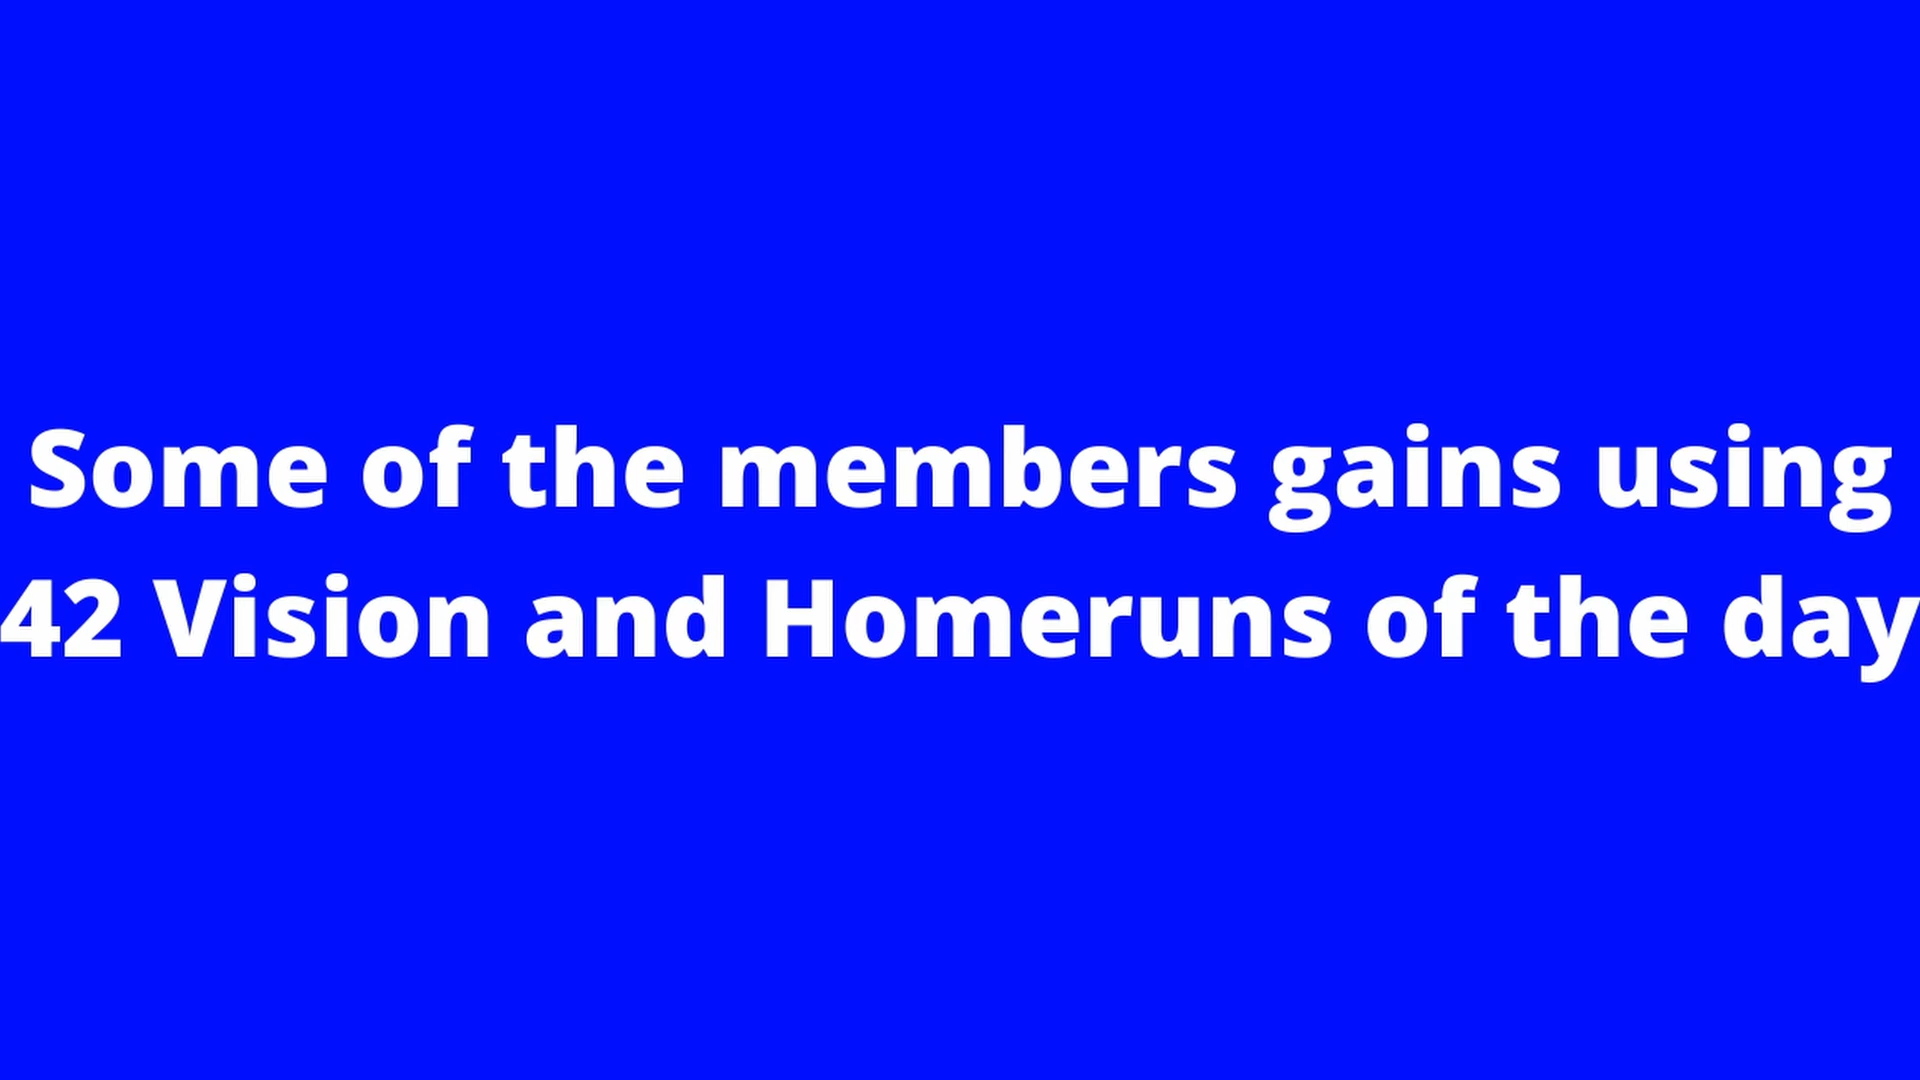 Some of the members gains using
42 Vision and Homeruns of the day